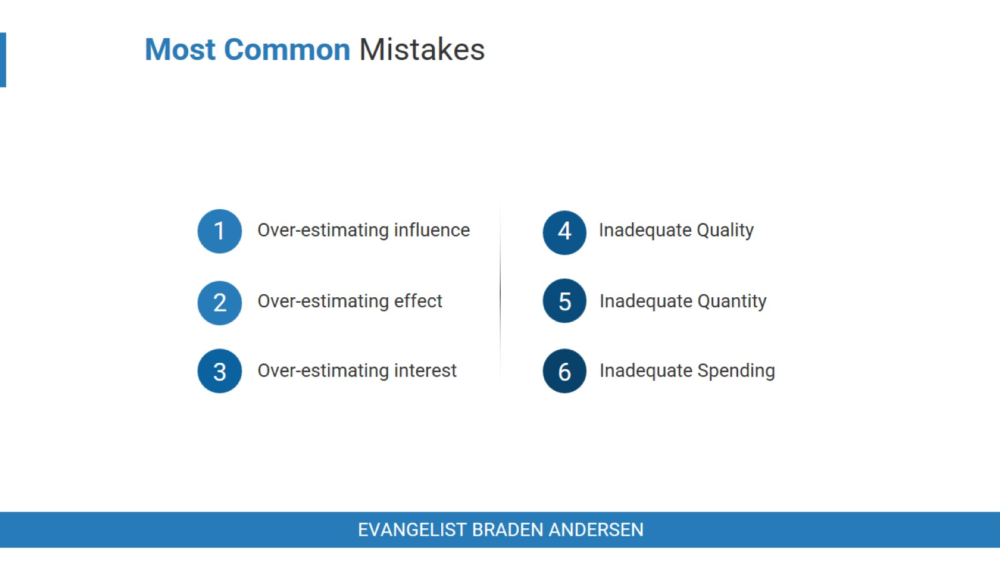 Most Common Mistakes
1 Over-estimating influence
2 Over-estimating effect
3 Over-estimating interest
4 Inadequate Quality
5 Inadequate Quantity
6 Inadequate Spending
EVANGELIST BRADEN ANDERSEN